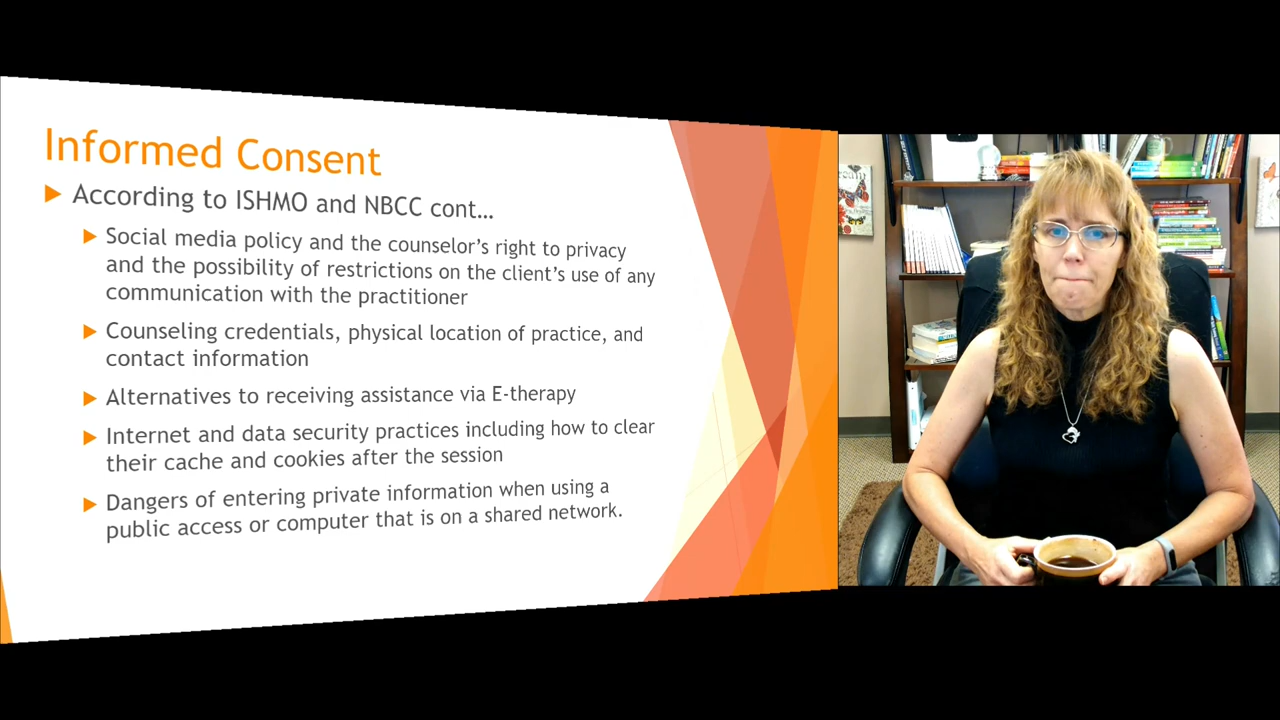 Informed Consent
According to ISHMO and NBCC cont…
Social media policy and the counselor's right to privacy
and the possibility of restrictions on the client's use of any
communication with the practitioner
Counseling credentials, physical location of practice, and
contact information
Alternatives to receiving assistance via E-therapy
Internet and data security practices including how to clear
their cache and cookies after the session
Dangers of entering private information when using a
public access or computer that is on a shared network.